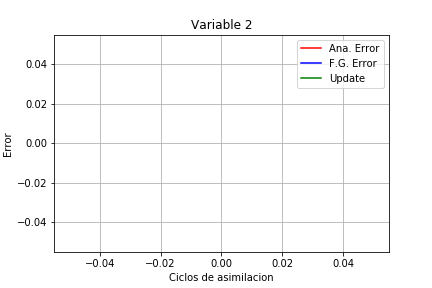 Variable 2
Ana. Error
F.G. Error
Update
0.04
0.02
0.00
−0.02
−0.04
Error
−0.04 −0.02 0.00 0.02 0.04
Ciclos de asimilacion